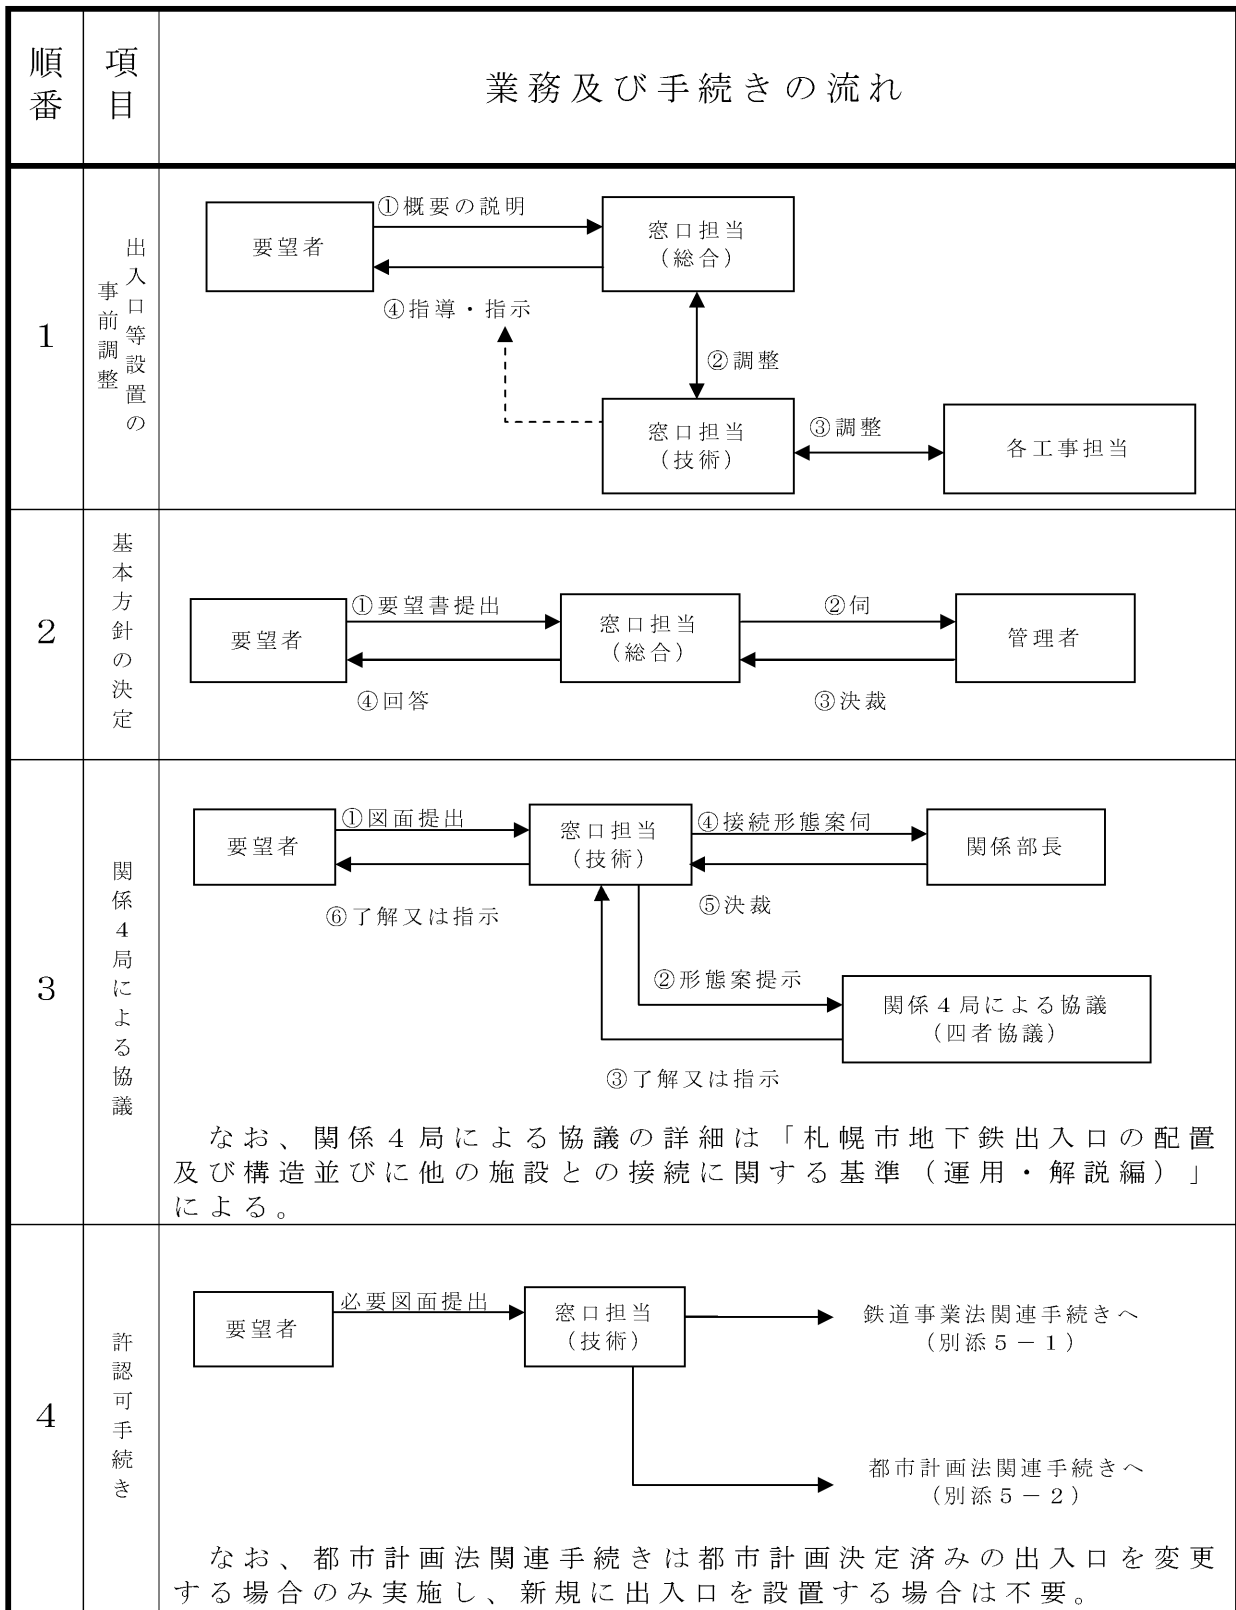 順番
項目
業務及び手続きの流れ
1
出入口等設置の
事前調整
要望者
①概要の説明
窓口担当
（総合）
④指導・指示
②調整
窓口担当
（技術）
③調整
各工事担当
2
基本方針の決定
要望者
①要望書提出
窓口担当
（総合）
②伺
管理者
④回答
③決裁
3
関係４局による協議
要望者
①図面提出
窓口担当
（技術）
④接続形態案伺
関係部長
⑥了解又は指示
⑤決裁
②形態案提示
関係４局による協議
（四者協議）
③了解又は指示
なお、関係４局による協議の詳細は「札幌市地下鉄出入口の配置
及び構造並びに他の施設との接続に関する基準（運用・解説編）」
による。
4
許認可手続き
要望者
必要図面提出
窓口担当
（技術）
鉄道事業法関連手続きへ
（別添５－１）
都市計画法関連手続きへ
（別添５－２）
なお、都市計画法関連手続きは都市計画決定済みの出入口を変更
する場合のみ実施し、新規に出入口を設置する場合は不要。